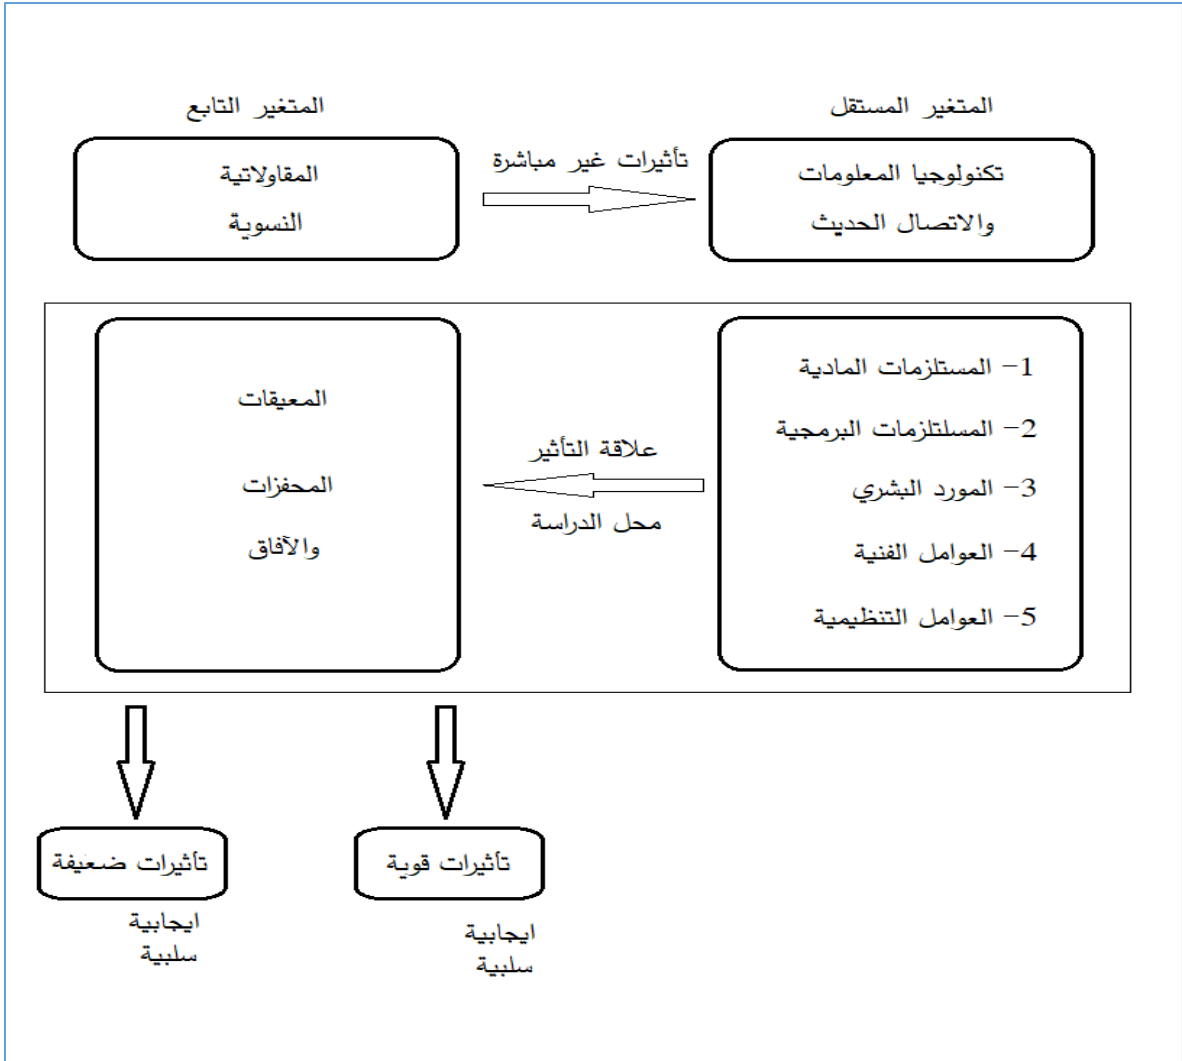 المتغير المستقل
المتغير التابع
تكنولوجيا المعلومات
والاتصال الحديث
تأثيرات غير مباشرة
المقاولاتية
النسوية
1- المستلزمات المادية
2- المسلتلزمات البرمجية
3- المورد البشري
4- العوامل الفنية
5- العوامل التنظيمية
علاقة التأثير
محل الدراسة
المعيقات
المحفزات
والآفاق
تأثيرات قوية
ايجابية
سلبية
تأثيرات ضعيفة
ايجابية
سلبية